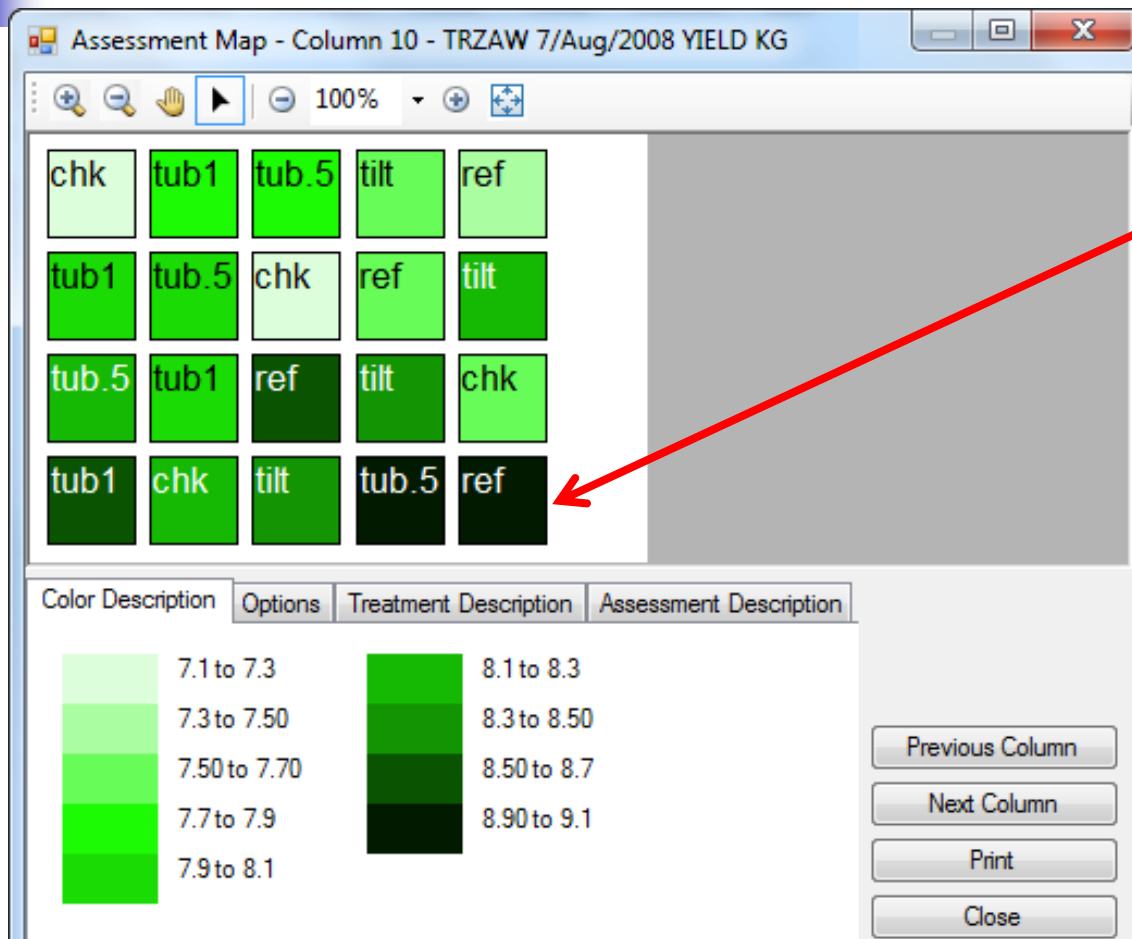 Assessment Map - Column 10 - TRZAW 7/Aug/2008 YIELD KG
100%
chk tub1 tub.5 tilt ref
tub1 tub.5 chk ref tilt
tub.5 tub1 ref tilt chk
tub1 chk tilt tub.5 ref
Color Description Options Treatment Description Assessment Description
7.1 to 7.3 8.1 to 8.3
7.3 to 7.50 8.3 to 8.50
7.50 to 7.70 8.50 to 8.7
7.7 to 7.9 8.90 to 9.1
7.9 to 8.1
Previous Column
Next Column
Print
Close